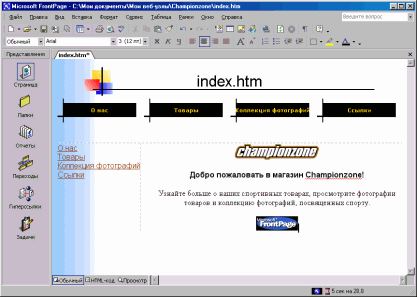 Microsoft FrontPage - C:\Мои документы\Мои веб-узлы\Championzone\index.htm
Файл Правка Вид Вставка Формат Сервис Таблица Рамки Окно Справка
Введите вопрос
Обычный Arial 3 (12 пт) Ж К Ч
Представления
index.htm*
Страница
Папки
Отчеты
Переходы
Гиперссылки
Задачи
index.htm
О нас Товары Коллекция фотографий Ссылки
О нас
Товары
Коллекция фотографий
Ссылки
championzone
Добро пожаловать в магазин Championzone!
Узнайте больше о наших спортивных товарах, просмотрите фотографии
товаров и коллекцию фотографий, посвященных спорту.
Microsoft FrontPage
Обычный HTML-код Просмотр
5 сек на 28,8